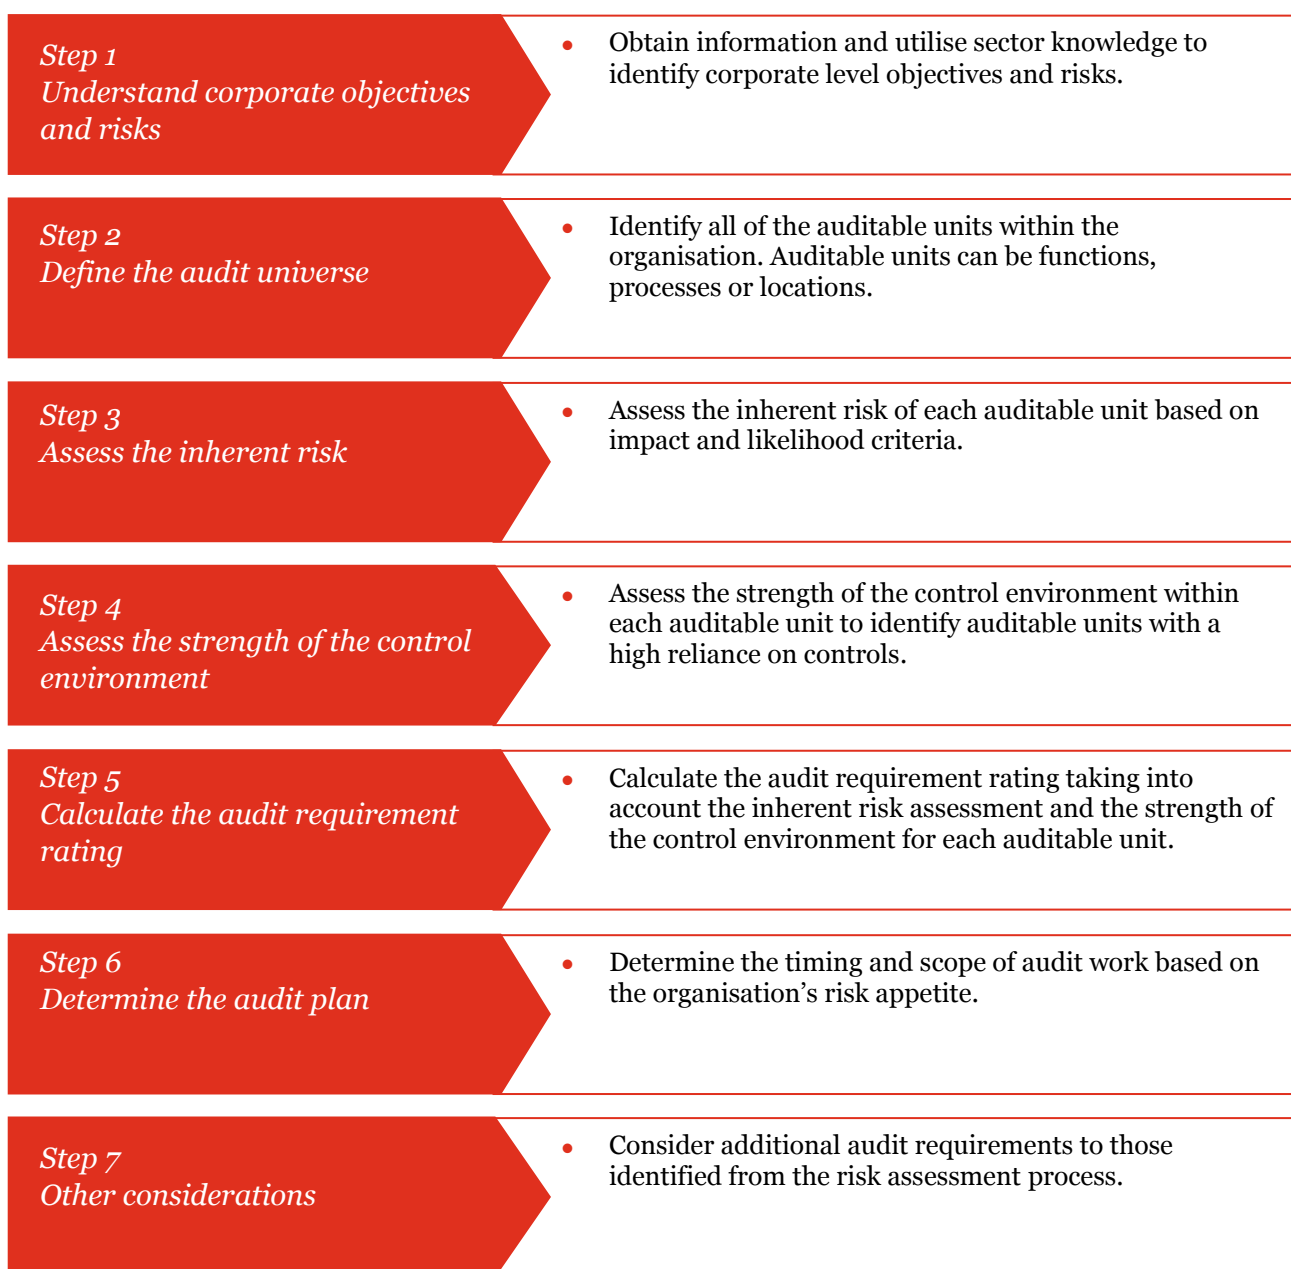 Step 1
Understand corporate objectives
and risks
• Obtain information and utilise sector knowledge to
identify corporate level objectives and risks.
Step 2
Define the audit universe
• Identify all of the auditable units within the
organisation. Auditable units can be functions,
processes or locations.
Step 3
Assess the inherent risk
• Assess the inherent risk of each auditable unit based on
impact and likelihood criteria.
Step 4
Assess the strength of the control
environment
• Assess the strength of the control environment within
each auditable unit to identify auditable units with a
high reliance on controls.
Step 5
Calculate the audit requirement
rating
• Calculate the audit requirement rating taking into
account the inherent risk assessment and the strength of
the control environment for each auditable unit.
Step 6
Determine the audit plan
• Determine the timing and scope of audit work based on
the organisation’s risk appetite.
Step 7
Other considerations
• Consider additional audit requirements to those
identified from the risk assessment process.